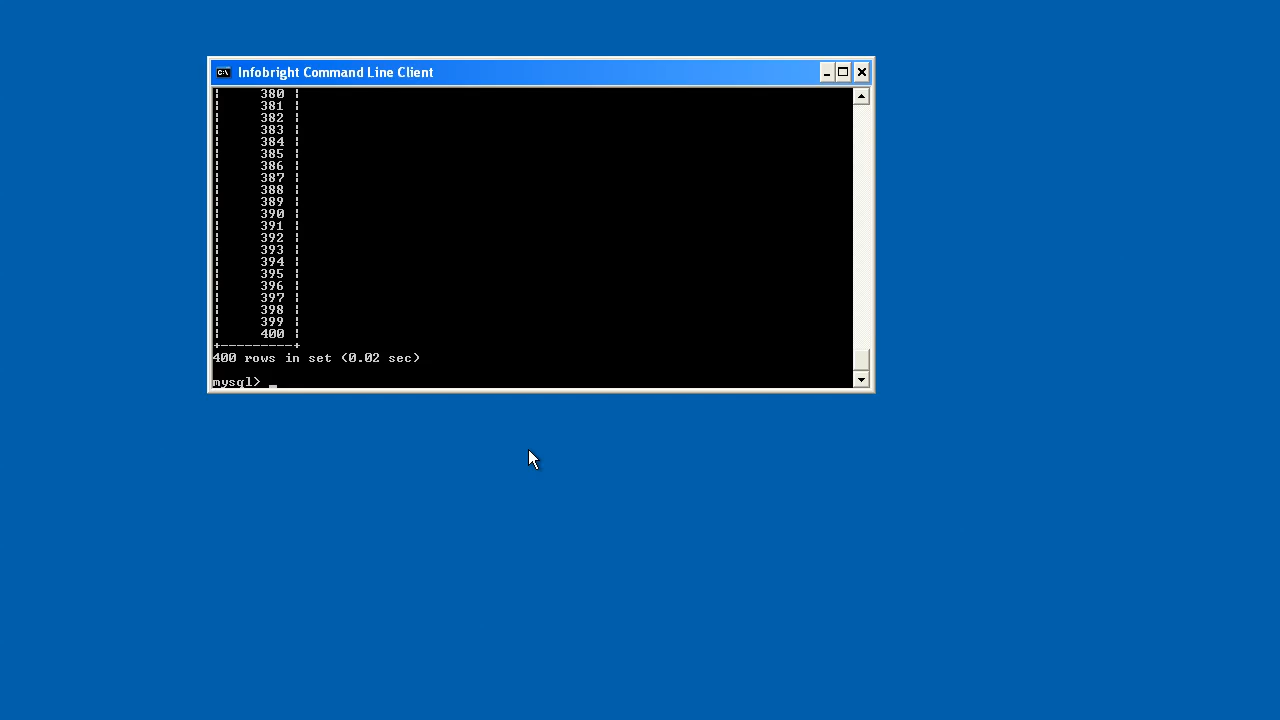 Infobright Command Line Client
| 380 |
| 381 |
| 382 |
| 383 |
| 384 |
| 385 |
| 386 |
| 387 |
| 388 |
| 389 |
| 390 |
| 391 |
| 392 |
| 393 |
| 394 |
| 395 |
| 396 |
| 397 |
| 398 |
| 399 |
| 400 |
+---------+
400 rows in set (0.02 sec)
mysql> _